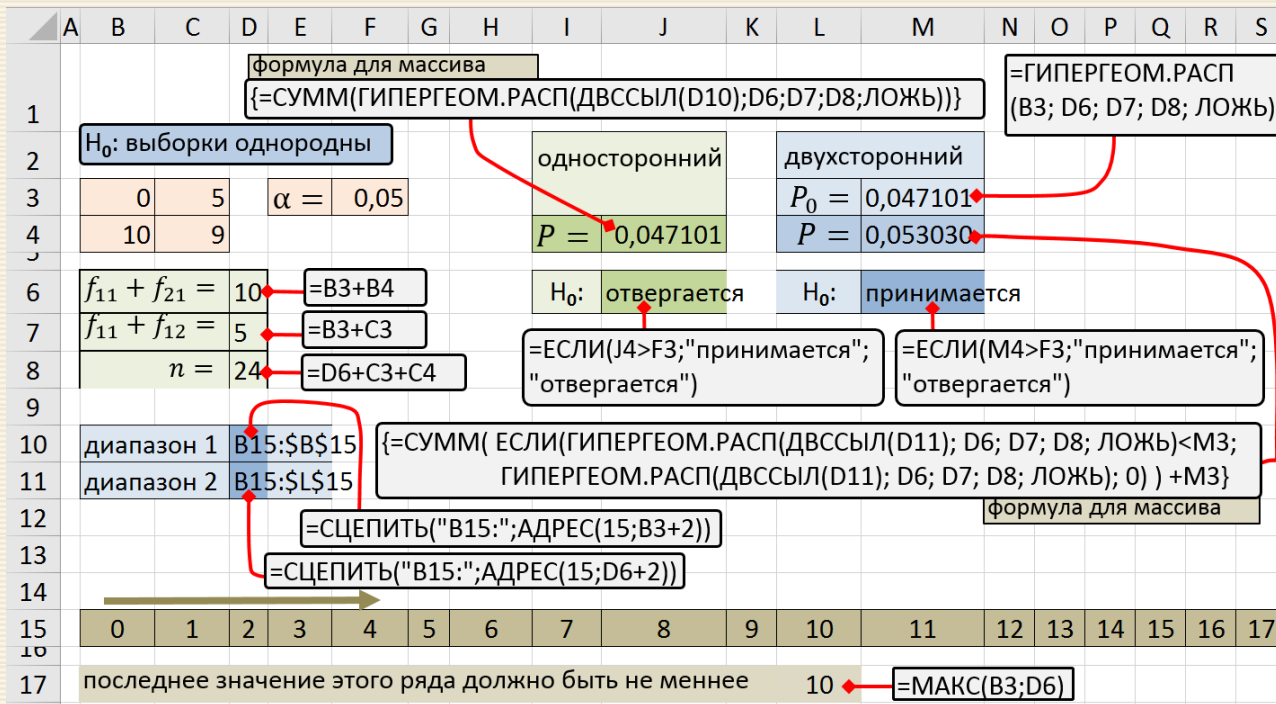 A B C D E F G H I J K L M N O P Q R S
формула для массива
{=СУММ(ГИПЕРГЕОМ.РАСП(ДВССЫЛ(D10);D6;D7;D8;ЛОЖЬ))}
=ГИПЕРГЕОМ.РАСП
(B3; D6; D7; D8; ЛОЖЬ)
1
2 H₀: выборки однородны односторонний двухсторонний
3 0 5 α = 0,05 P₀ = 0,047101
4 10 9 P = 0,047101 P = 0,053030
5
6 f₁₁ + f₂₁ = 10 =B3+B4 H₀: отвергается H₀: принимается
7 f₁₁ + f₁₂ = 5 =B3+C3
=ЕСЛИ(J4>F3;"принимается";
"отвергается")
=ЕСЛИ(M4>F3;"принимается";
"отвергается")
8 n = 24 =D6+C3+C4
9
10 диапазон 1 B15:$B$15
11 диапазон 2 B15:$L$15
{=СУММ( ЕСЛИ(ГИПЕРГЕОМ.РАСП(ДВССЫЛ(D11); D6; D7; D8; ЛОЖЬ)<M3;
ГИПЕРГЕОМ.РАСП(ДВССЫЛ(D11); D6; D7; D8; ЛОЖЬ); 0) ) +M3}
формула для массива
12 =СЦЕПИТЬ("B15:";АДРЕС(15;B3+2))
13 =СЦЕПИТЬ("B15:";АДРЕС(15;D6+2))
14
15 0 1 2 3 4 5 6 7 8 9 10 11 12 13 14 15 16 17
16
17 последнее значение этого ряда должно быть не меннее 10 =МАКС(B3;D6)